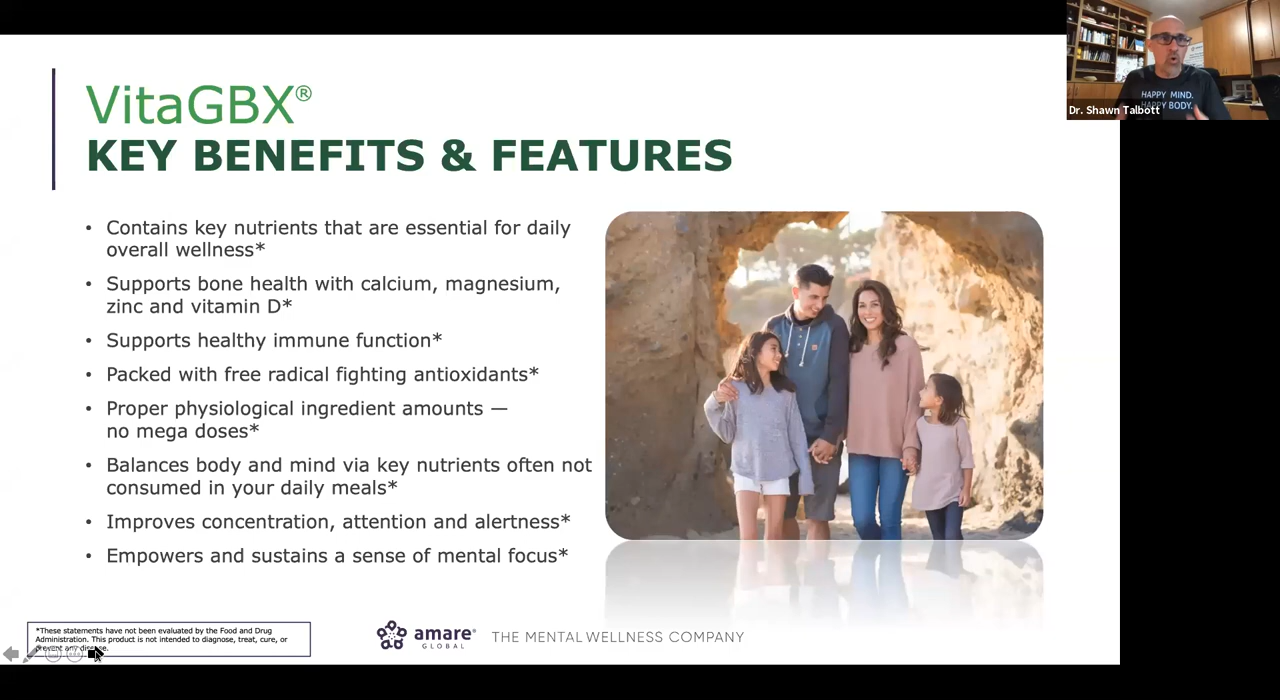 VitaGBX®
KEY BENEFITS & FEATURES
• Contains key nutrients that are essential for daily
overall wellness*
• Supports bone health with calcium, magnesium,
zinc and vitamin D*
• Supports healthy immune function*
• Packed with free radical fighting antioxidants*
• Proper physiological ingredient amounts —
no mega doses*
• Balances body and mind via key nutrients often not
consumed in your daily meals*
• Improves concentration, attention and alertness*
• Empowers and sustains a sense of mental focus*
*These statements have not been evaluated by the Food and Drug
Administration. This product is not intended to diagnose, treat, cure, or
prevent any disease.
amare®
GLOBAL
THE MENTAL WELLNESS COMPANY
HAPPY MIND.
HAPPY BODY.
Dr. Shawn Talbott